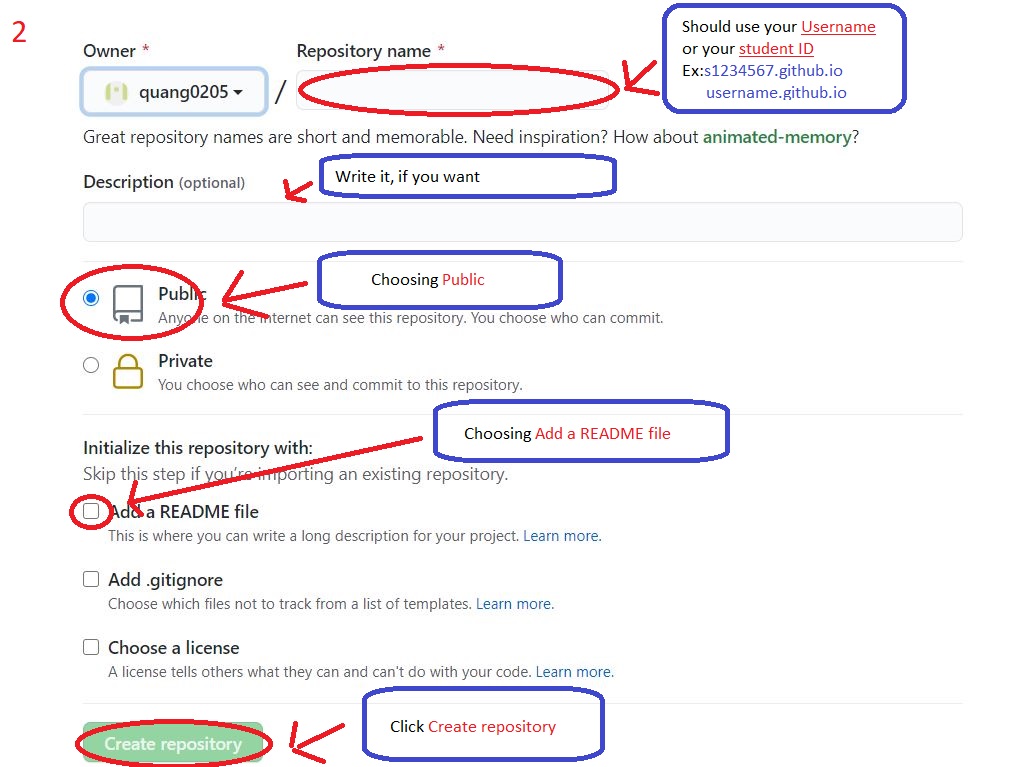 2
Should use your Username
or your student ID
Ex:s1234567.github.io
username.github.io
Owner *
Repository name *
quang0205
/
Great repository names are short and memorable. Need inspiration? How about animated-memory?
Write it, if you want
Description (optional)
Choosing Public
Public
Anyone on the internet can see this repository. You choose who can commit.
Private
You choose who can see and commit to this repository.
Choosing Add a README file
Initialize this repository with:
Skip this step if you're importing an existing repository.
Add a README file
This is where you can write a long description for your project. Learn more.
Add .gitignore
Choose which files not to track from a list of templates. Learn more.
Choose a license
A license tells others what they can and can't do with your code. Learn more.
Click Create repository
Create repository